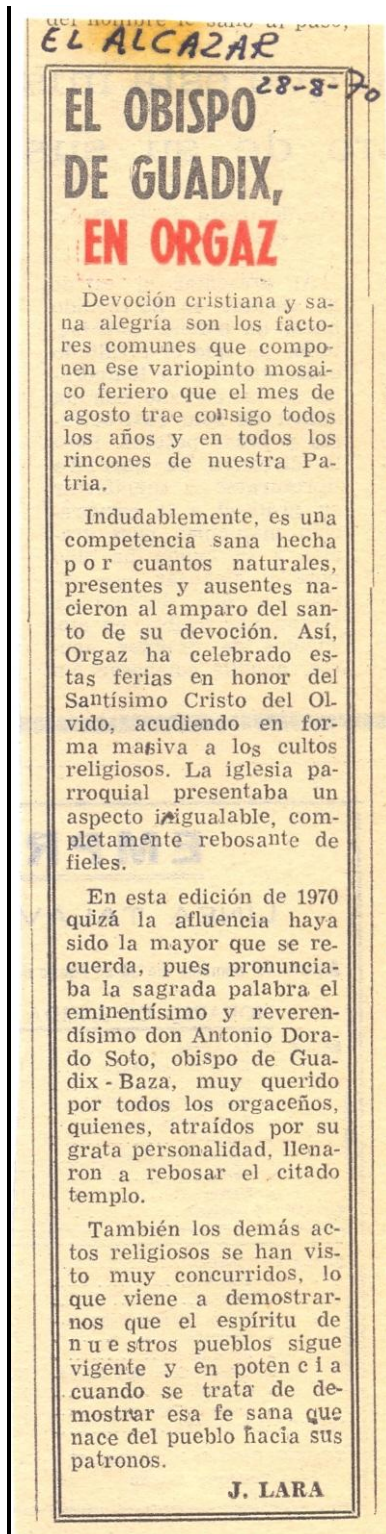 del hombre le salió al paso,
EL ALCAZAR
28-8-70
EL OBISPO
DE GUADIX,
EN ORGAZ
Devoción cristiana y sa-
na alegría son los facto-
res comunes que compo-
nen ese variopinto mosai-
co feriero que el mes de
agosto trae consigo todos
los años y en todos los
rincones de nuestra Pa-
tria.
Indudablemente, es una
competencia sana hecha
por cuantos naturales,
presentes y ausentes na-
cieron al amparo del san-
to de su devoción. Así,
Orgaz ha celebrado es-
tas ferias en honor del
Santísimo Cristo del Ol-
vido, acudiendo en for-
ma masiva a los cultos
religiosos. La iglesia pa-
rroquial presentaba un
aspecto inigualable, com-
pletamente rebosante de
fieles.
En esta edición de 1970
quizá la afluencia haya
sido la mayor que se re-
cuerda, pues pronuncia-
ba la sagrada palabra el
eminentísimo y reveren-
dísimo don Antonio Dora-
do Soto, obispo de Gua-
dix - Baza, muy querido
por todos los orgaceños,
quienes, atraídos por su
grata personalidad, llena-
ron a rebosar el citado
templo.
También los demás ac-
tos religiosos se han vis-
to muy concurridos, lo
que viene a demostrar-
nos que el espíritu de
nuestros pueblos sigue
vigente y en potencia
cuando se trata de de-
mostrar esa fe sana que
nace del pueblo hacia sus
patronos.
J. LARA